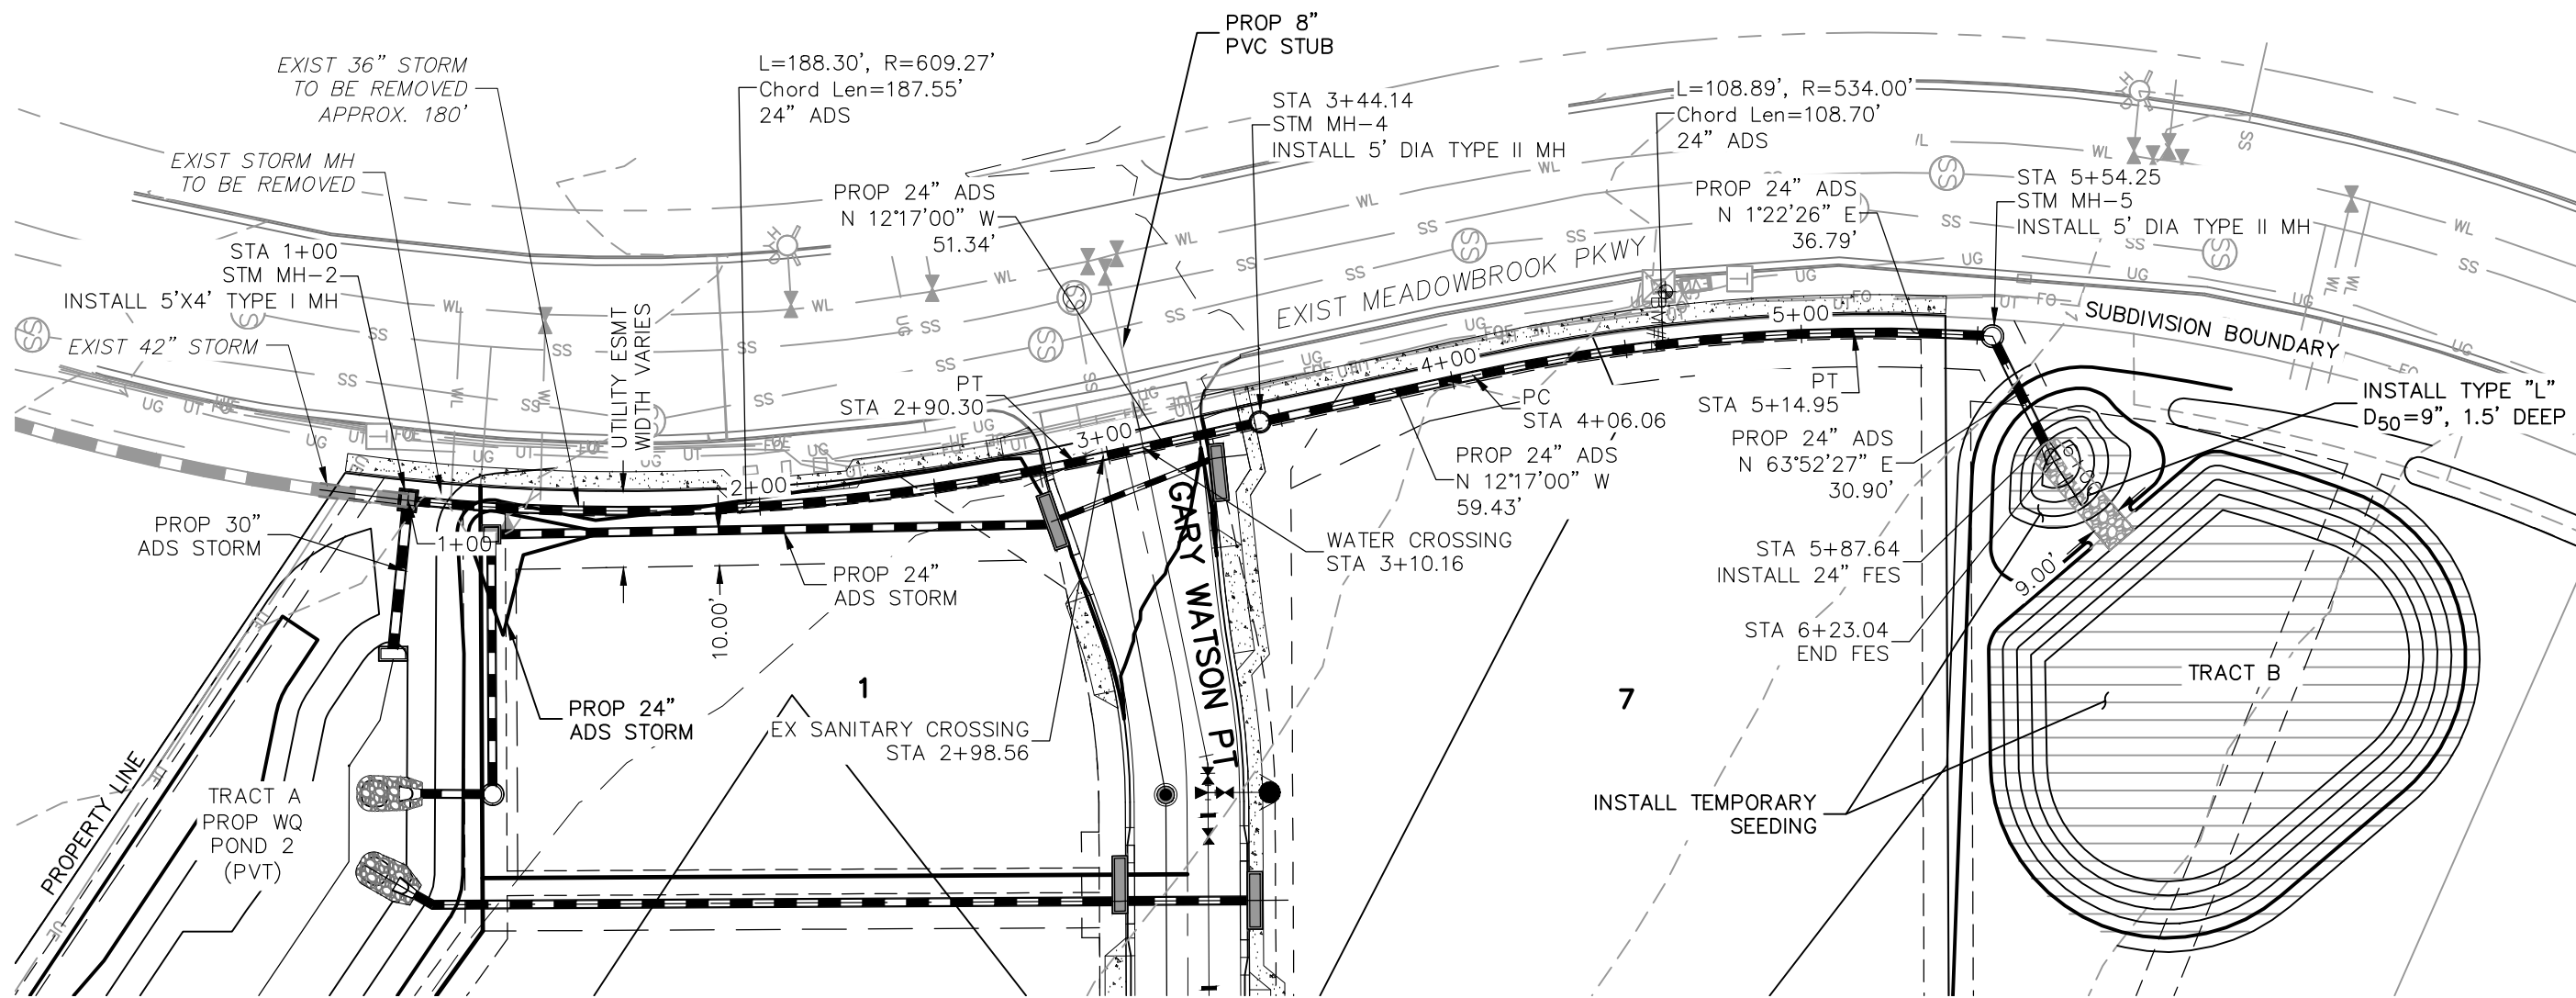 PROP 8"
PVC STUB
EXIST 36" STORM
TO BE REMOVED
APPROX. 180'
L=188.30', R=609.27'
Chord Len=187.55'
24" ADS
STA 3+44.14
STM MH-4
INSTALL 5' DIA TYPE II MH
L=108.89', R=534.00'
Chord Len=108.70'
24" ADS
EXIST STORM MH
TO BE REMOVED
PROP 24" ADS
N 12°17'00" W
51.34'
PROP 24" ADS
N 1°22'26" E
36.79'
STA 5+54.25
STM MH-5
INSTALL 5' DIA TYPE II MH
STA 1+00
STM MH-2
INSTALL 5'X4' TYPE I MH
EXIST 42" STORM
UTILITY ESMT
WIDTH VARIES
EXIST MEADOWBROOK PKWY
SUBDIVISION BOUNDARY
5+00
4+00
3+00
2+00
1+00
PT
STA 2+90.30
PC
STA 4+06.06
PT
STA 5+14.95
INSTALL TYPE "L"
D50=9", 1.5' DEEP
PROP 24" ADS
N 63°52'27" E
30.90'
PROP 24" ADS
N 12°17'00" W
59.43'
PROP 30"
ADS STORM
PROP 24"
ADS STORM
GARY WATSON PT
WATER CROSSING
STA 3+10.16
STA 5+87.64
INSTALL 24" FES
9.00'
10.00'
STA 6+23.04
END FES
TRACT B
1
7
PROP 24"
ADS STORM
EX SANITARY CROSSING
STA 2+98.56
PROPERTY LINE
TRACT A
PROP WQ
POND 2
(PVT)
INSTALL TEMPORARY
SEEDING